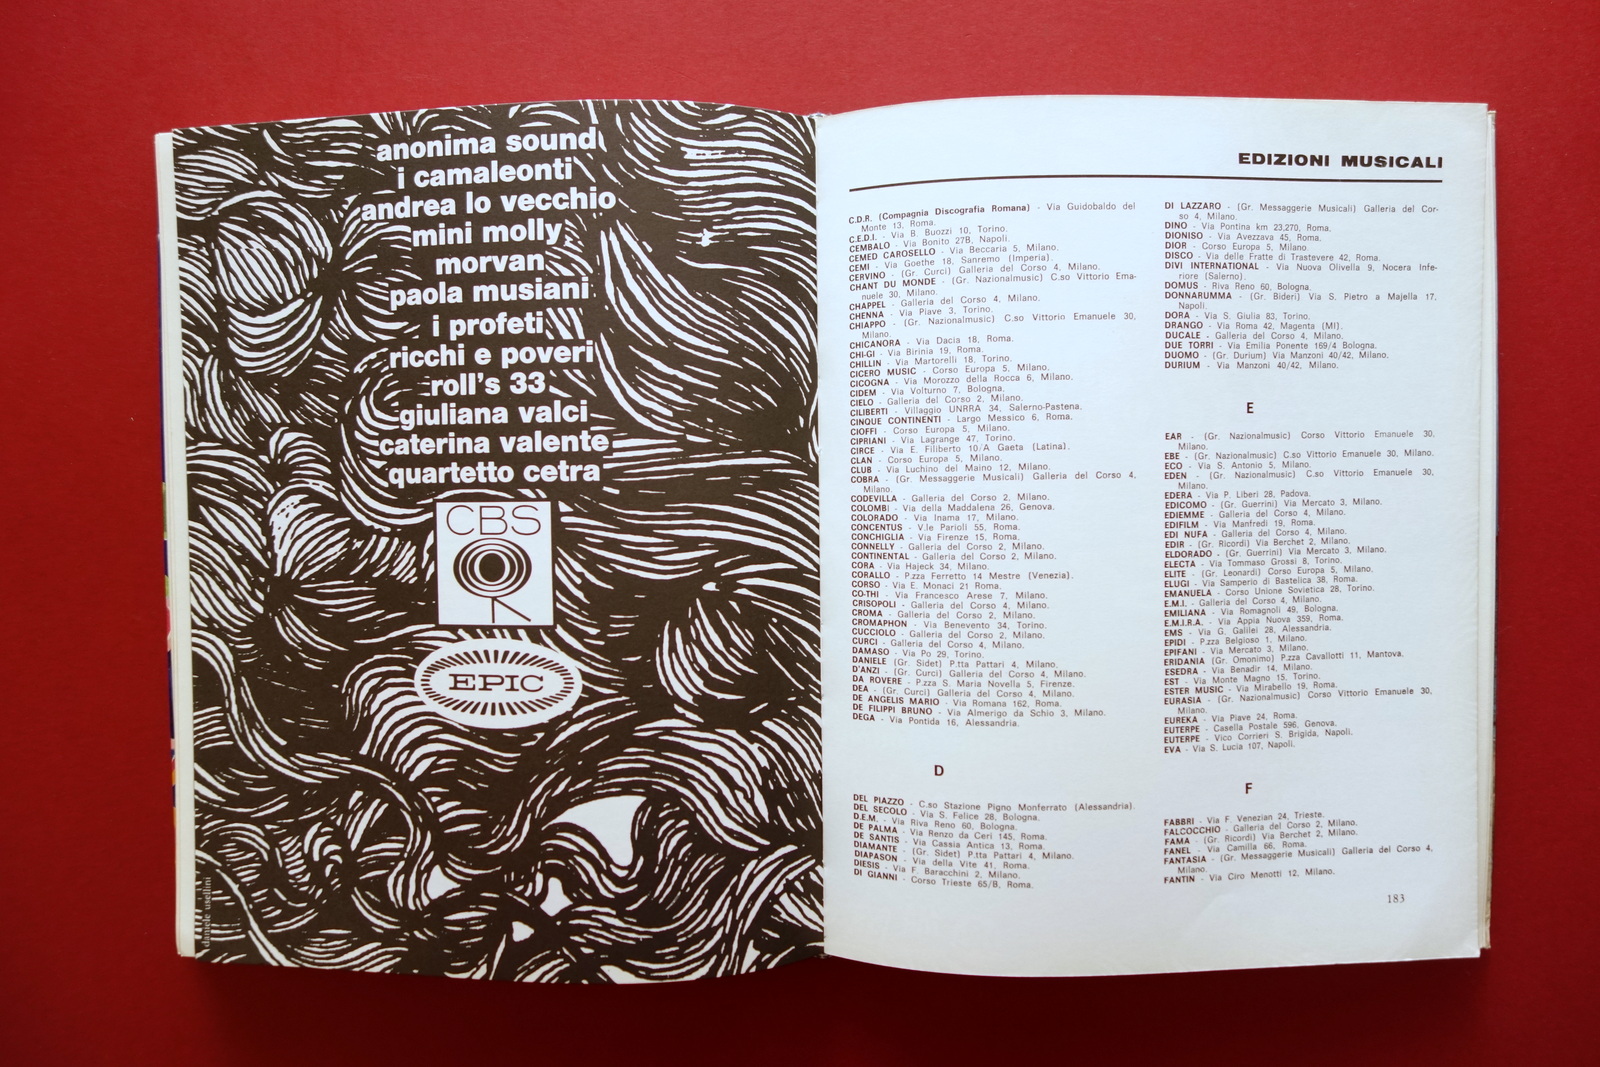 anonima sound
i camaleonti
andrea lo vecchio
mini molly
morvan
paola musiani
i profeti
ricchi e poveri
roll's 33
giuliana valci
caterina valente
quartetto cetra
CBS
EPIC
daniele usellini
EDIZIONI MUSICALI
C.D.R. (Compagnia Discografia Romana) - Via Guidobaldo del
Monte 13, Roma.
C.E.D.I. - Via B. Buozzi 10, Torino.
CEMBALO - Via Bonito 27B, Napoli.
CEMED CAROSELLO - Via Beccaria 5, Milano.
CEMI - Via Goethe 18, Sanremo (Imperia).
CERVINO - (Gr. Curci) Galleria del Corso 4, Milano.
CHANT DU MONDE - (Gr. Nazionalmusic) C.so Vittorio Ema-
nuele 30, Milano.
CHAPPEL - Galleria del Corso 4, Milano.
CHENNA - Via Piave 3, Torino.
CHIAPPO - (Gr. Nazionalmusic) C.so Vittorio Emanuele 30,
Milano.
CHICANORA - Via Dacia 18, Roma.
CHI-GI - Via Birinia 19, Roma.
CHILLIN - Via Martorelli 18, Torino.
CICERO MUSIC - Corso Europa 5, Milano.
CICOGNA - Via Morozzo della Rocca 6, Milano.
CIDEM - Via Volturno 7, Bologna.
CIELO - Galleria del Corso 2, Milano.
CILIBERTI - Villaggio UNRRA 34, Salerno-Pastena.
CINQUE CONTINENTI - Largo Messico 6, Roma.
CIOFFI - Corso Europa 5, Milano.
CIPRIANI - Via Lagrange 47, Torino.
CIRCE - Via E. Filiberto 10/A Gaeta (Latina).
CLAN - Corso Europa 5, Milano.
CLUB - Via Luchino del Maino 12, Milano.
COBRA - (Gr. Messaggerie Musicali) Galleria del Corso 4,
Milano.
CODEVILLA - Galleria del Corso 2, Milano.
COLOMBI - Via della Maddalena 26, Genova.
COLORADO - Via Inama 17, Milano.
CONCENTUS - V.le Parioli 55, Roma.
CONCHIGLIA - Via Firenze 15, Roma.
CONNELLY - Galleria del Corso 2, Milano.
CONTINENTAL - Galleria del Corso 2, Milano.
CORA - Via Hajeck 34, Milano.
CORALLO - P.zza Ferretto 14 Mestre (Venezia).
CORSO - Via E. Monaci 21 Roma.
CO-THI - Via Francesco Arese 7, Milano.
CRISOPOLI - Galleria del Corso 4, Milano.
CROMA - Galleria del Corso 2, Milano.
CROMAPHON - Via Benevento 34, Torino.
CUCCIOLO - Galleria del Corso 2, Milano.
CURCI - Galleria del Corso 4, Milano.
DAMASO - Via Po 29, Torino.
DANIELE (Gr. Sidet) P.tta Pattari 4, Milano.
D'ANZI - (Gr. Curci) Galleria del Corso 4, Milano.
DA ROVERE - P.zza S. Maria Novella 5, Firenze.
DEA - (Gr. Curci) Galleria del Corso 4, Milano.
DE ANGELIS MARIO - Via Romana 162, Roma.
DE FILIPPI BRUNO - Via Almerigo da Schio 3, Milano.
DEGA - Via Pontida 16, Alessandria.
D
DEL PIAZZO - C.so Stazione Pigno Monferrato (Alessandria).
DEL SECOLO - Via S. Felice 28, Bologna.
D.E.M. - Via Riva Reno 60, Bologna.
DE PALMA - Via Renzo da Ceri 145, Roma.
DE SANTIS - Via Cassia Antica 13, Roma.
DIAMANTE - (Gr. Sidet) P.tta Pattari 4, Milano.
DIAPASON - Via della Vite 41, Roma.
DIESIS - Via F. Baracchini 2, Milano.
DI GIANNI - Corso Trieste 65/B, Roma.
DI LAZZARO - (Gr. Messaggerie Musicali) Galleria del Cor-
so 4, Milano.
DINO - Via Pontina km 23,270, Roma.
DIONISO - Via Avezzava 45, Roma.
DIOR - Corso Europa 5, Milano.
DISCO - Via delle Fratte di Trastevere 42, Roma.
DIVI INTERNATIONAL - Via Nuova Olivella 9, Nocera Infe-
riore (Salerno).
DOMUS - Riva Reno 60, Bologna.
DONNARUMMA - (Gr. Bideri) Via S. Pietro a Majella 17,
Napoli.
DORA - Via S. Giulia 83, Torino.
DRANGO - Via Roma 42, Magenta (MI).
DUCALE - Galleria del Corso 4, Milano.
DUE TORRI - Via Emilia Ponente 169/4 Bologna.
DUOMO - (Gr. Durium) Via Manzoni 40/42, Milano.
DURIUM - Via Manzoni 40/42, Milano.
E
EAR - (Gr. Nazionalmusic) Corso Vittorio Emanuele 30,
Milano.
EBE - (Gr. Nazionalmusic) C.so Vittorio Emanuele 30, Milano.
ECO - Via S. Antonio 5, Milano.
EDEN - (Gr. Nazionalmusic) C.so Vittorio Emanuele 30,
Milano.
EDERA - Via P. Liberi 28, Padova.
EDICOMO - (Gr. Guerrini) Via Mercato 3, Milano.
EDIEMME - Galleria del Corso 4, Milano.
EDIFILM - Via Manfredi 19, Roma.
EDI NUFA - Galleria del Corso 4, Milano.
EDIR - (Gr. Ricordi) Via Berchet 2, Milano.
ELDORADO - (Gr. Guerrini) Via Mercato 3, Milano.
ELECTA - Via Tommaso Grossi 8, Torino.
ELITE - (Gr. Leonardi) Corso Europa 5, Milano.
ELUGI - Via Samperio di Bastelica 38, Roma.
EMANUELA - Corso Unione Sovietica 28, Torino.
E.M.I. - Galleria del Corso 4, Milano.
EMILIANA - Via Romagnoli 49, Bologna.
E.M.I.R.A. - Via Appia Nuova 359, Roma.
EMS - Via G. Galilei 28, Alessandria.
EPIDI - P.zza Belgioso 1, Milano.
EPIFANI - Via Mercato 3, Milano.
ERIDANIA - (Gr. Omonimo) P.zza Cavallotti 11, Mantova.
ESEDRA - Via Benadir 14, Milano.
EST - Via Monte Magno 15, Torino.
ESTER MUSIC - Via Mirabello 19, Roma.
EURASIA - (Gr. Nazionalmusic) Corso Vittorio Emanuele 30,
Milano.
EUREKA - Via Piave 24, Roma.
EUTERPE - Casella Postale 596, Genova.
EUTERPE - Vico Corrieri S. Brigida, Napoli.
EVA - Via S. Lucia 107, Napoli.
F
FABBRI - Via F. Venezian 24, Trieste.
FALCOCCHIO - Galleria del Corso 2, Milano.
FAMA - (Gr. Ricordi) Via Berchet 2, Milano.
FANEL - Via Camilla 66, Roma.
FANTASIA - (Gr. Messaggerie Musicali) Galleria del Corso 4,
Milano.
FANTIN - Via Ciro Menotti 12, Milano.
183